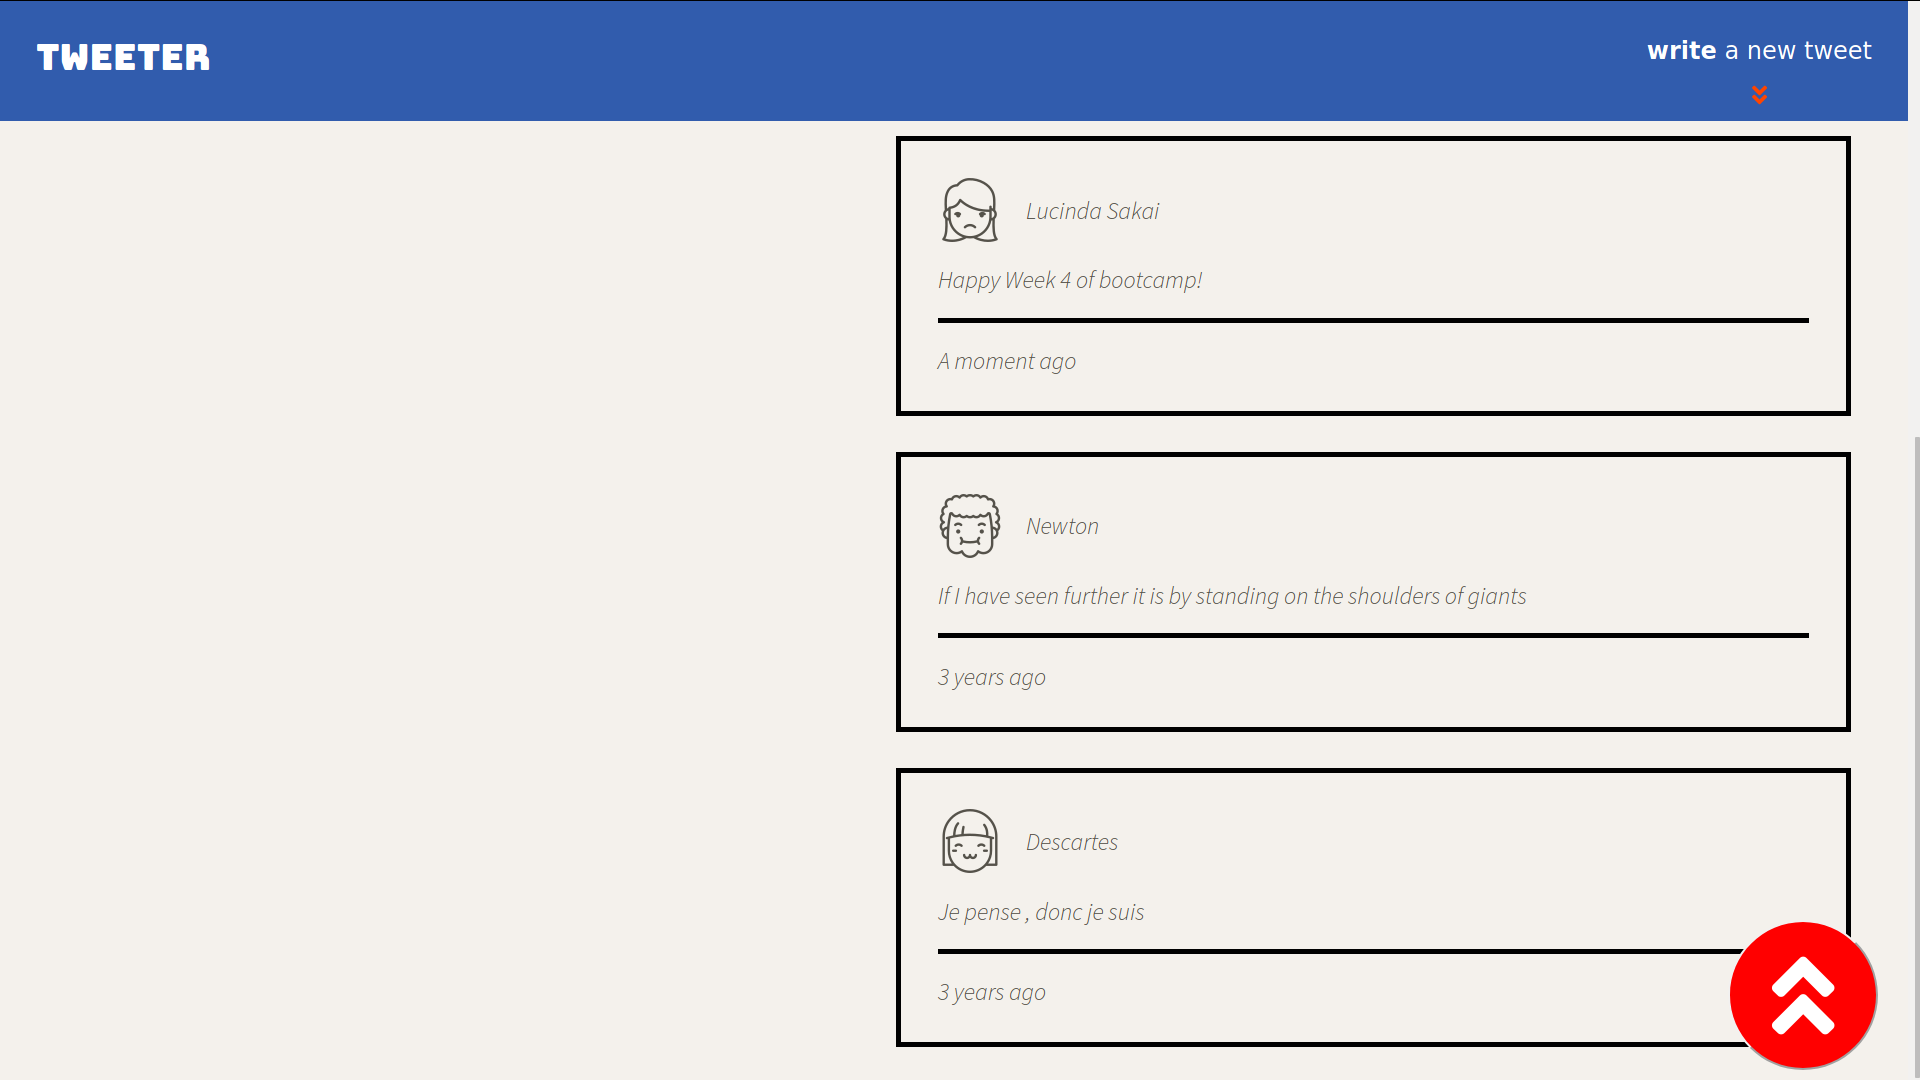 TWEETER
write a new tweet
Lucinda Sakai
Happy Week 4 of bootcamp!
A moment ago
Newton
If I have seen further it is by standing on the shoulders of giants
3 years ago
Descartes
Je pense , donc je suis
3 years ago